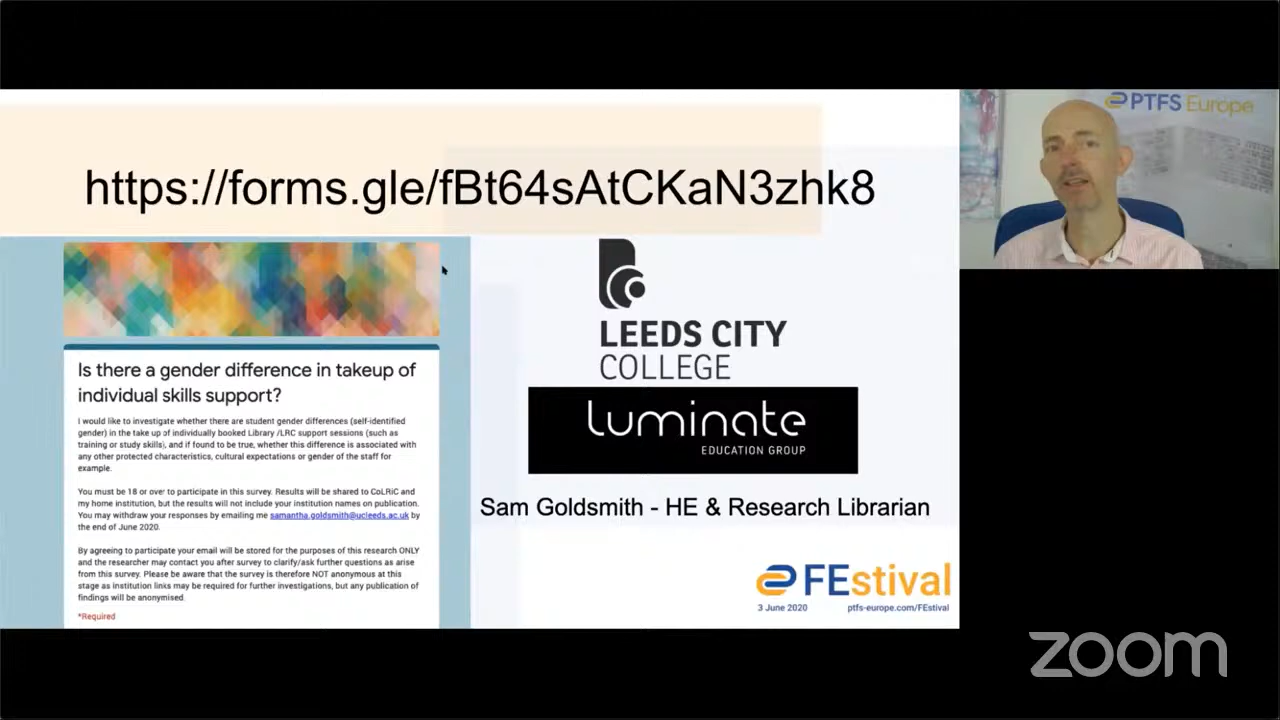 https://forms.gle/fBt64sAtCKaN3zhk8
PTFS Europe
LEEDS CITY
COLLEGE
luminate
EDUCATION GROUP
Sam Goldsmith - HE & Research Librarian
Is there a gender difference in takeup of
individual skills support?
I would like to investigate whether there are student gender differences (self-identified
gender) in the take up of individually booked Library /LRC support sessions (such as
training or study skills), and if found to be true, whether this difference is associated with
any other protected characteristics, cultural expectations or gender of the staff for
example.
You must be 18 or over to participate in this survey. Results will be shared to CoLRiC and
my home institution, but the results will not include your institution names on publication.
You may withdraw your responses by emailing me samantha.goldsmith@ucleeds.ac.uk by
the end of June 2020.
By agreeing to participate your email will be stored for the purposes of this research ONLY
and the researcher may contact you after survey to clarify/ask further questions as arise
from this survey. Please be aware that the survey is therefore NOT anonymous at this
stage as institution links may be required for further investigations, but any publication of
findings will be anonymised.
*Required
FEstival
3 June 2020 ptfs-europe.com/FEstival
zoom